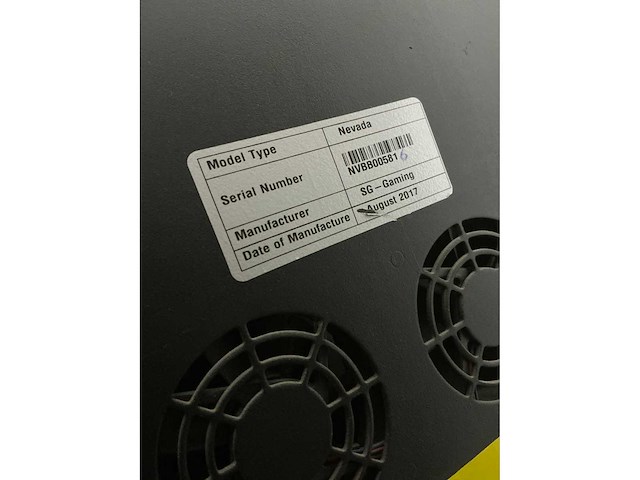 Model Type Nevada
Serial Number NVBB005816
Manufacturer SG-Gaming
Date of Manufacture August 2017